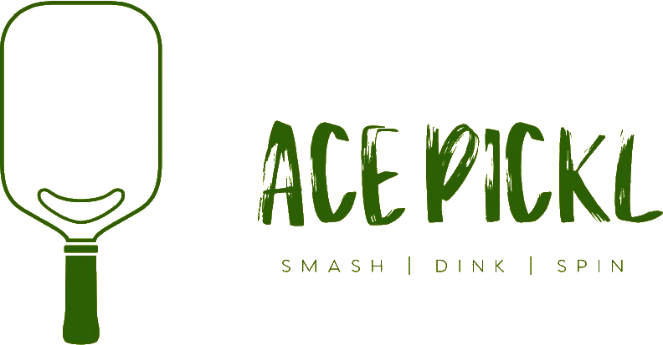 ACE PICKL
SMASH | DINK | SPIN